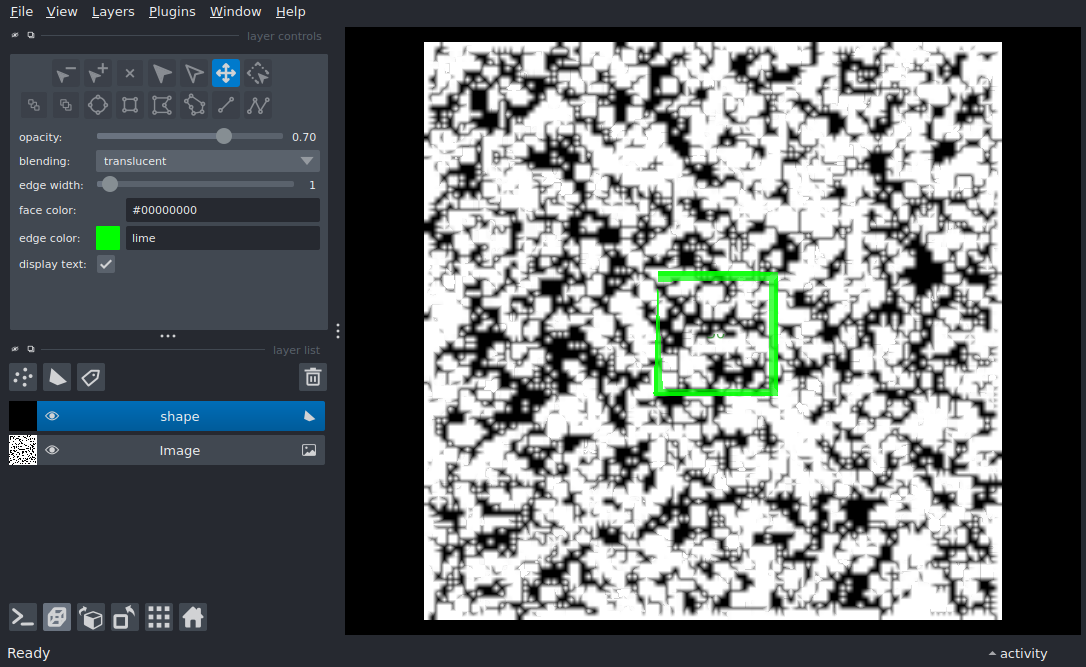 File View Layers Plugins Window Help
layer controls
opacity: 0.70
blending: translucent
edge width: 1
face color: #00000000
edge color: lime
display text:
layer list
shape
Image
Ready
activity